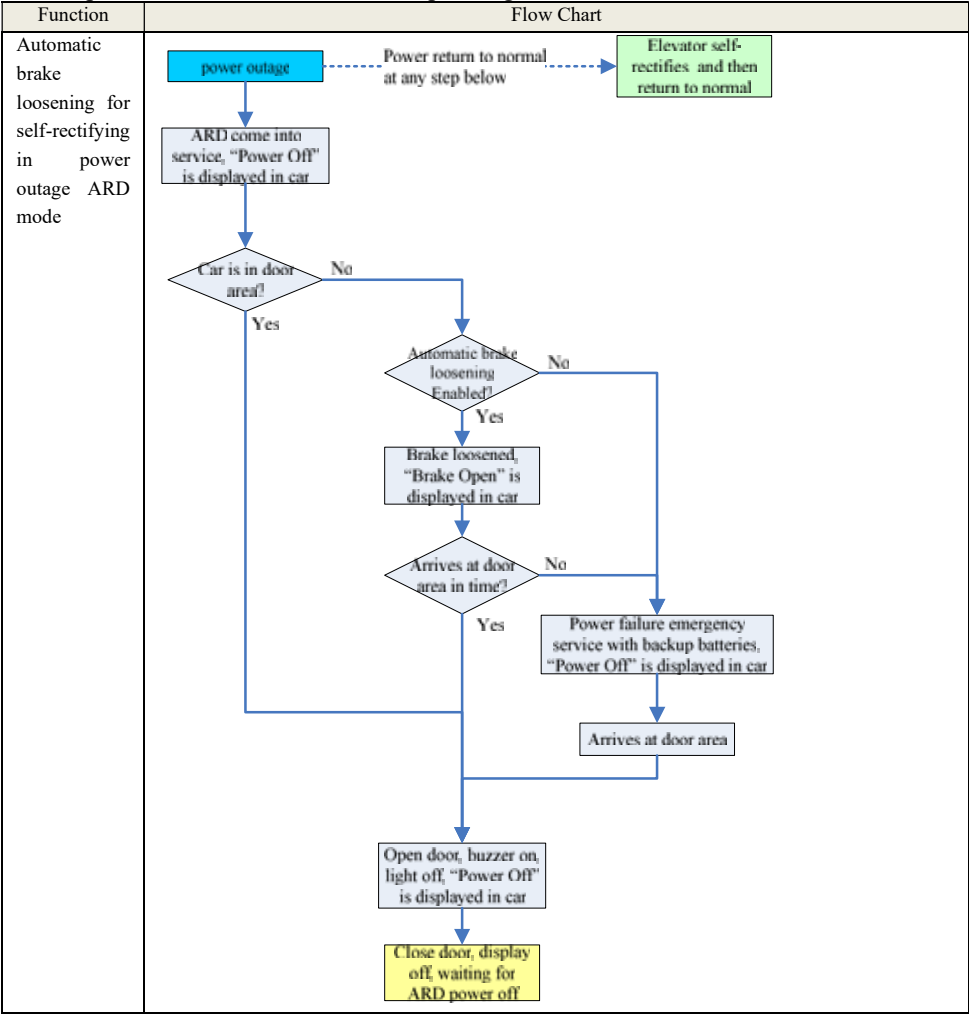 Function
Flow Chart
Automatic
brake
loosening for
self-rectifying
in power
outage ARD
mode
power outage
Power return to normal
at any step below
Elevator self-
rectifies and then
return to normal
ARD come into
service, “Power Off”
is displayed in car
Car is in door
area?
No
Yes
Automatic brake
loosening
Enabled?
No
Yes
Brake loosened,
“Brake Open” is
displayed in car
Arrives at door
area in time?
No
Yes
Power failure emergency
service with backup batteries,
“Power Off” is displayed in car
Arrives at door area
Open door, buzzer on,
light off, “Power Off”
is displayed in car
Close door, display
off, waiting for
ARD power off